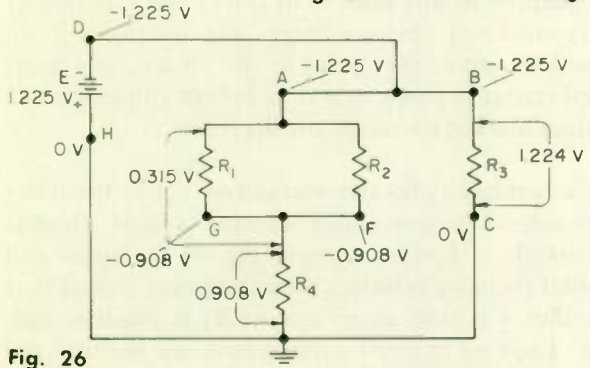 -1.225 V
D
E -
1.225 V +
H
0 V
A
-1.225 V
B
-1.225 V
R1
R2
R3
0.315 V
1.224 V
G
F
C
0 V
-0.908 V
-0.908 V
R4
0.908 V
Fig. 26